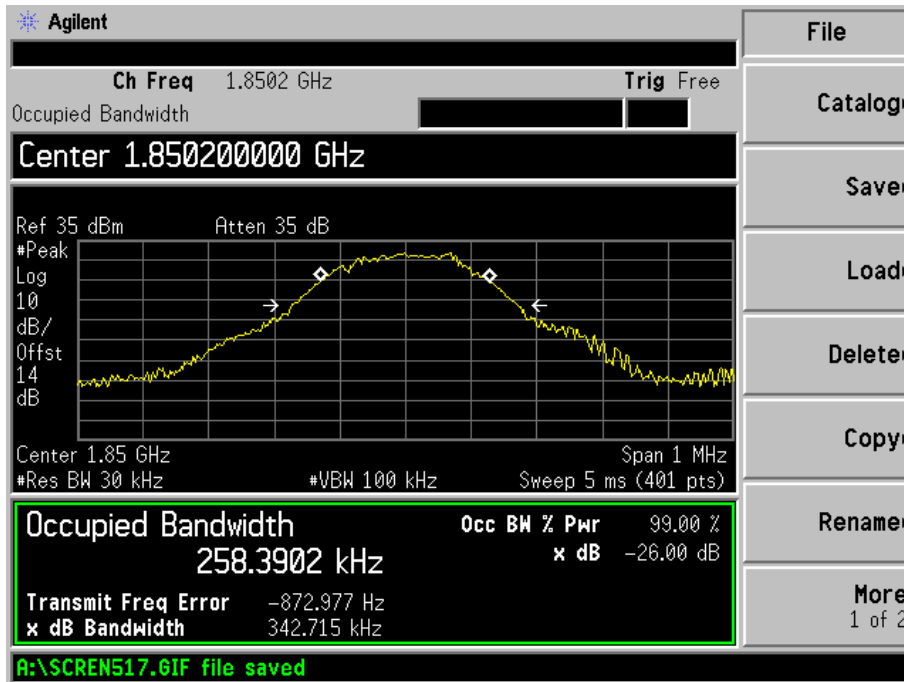 Agilent
File
Ch Freq 1.8502 GHz Trig Free
Occupied Bandwidth
Catalog
Center 1.850200000 GHz
Save
Ref 35 dBm Atten 35 dB
#Peak
Log
10
dB/
Offst
14
dB
Load
Delete
Center 1.85 GHz Span 1 MHz
#Res BW 30 kHz #VBW 100 kHz Sweep 5 ms (401 pts)
Copy
Occupied Bandwidth Occ BW % Pwr 99.00 %
258.3902 kHz x dB -26.00 dB
Rename
Transmit Freq Error -872.977 Hz
x dB Bandwidth 342.715 kHz
More
1 of 2
A:\SCREN517.GIF file saved